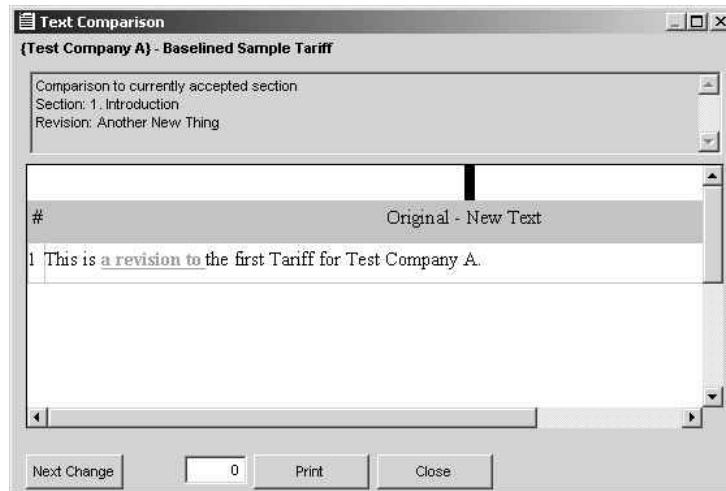 Text Comparison
{Test Company A} - Baselined Sample Tariff
Comparison to currently accepted section
Section: 1. Introduction
Revision: Another New Thing
# Original - New Text
1 This is a revision to the first Tariff for Test Company A.
Next Change 0 Print Close